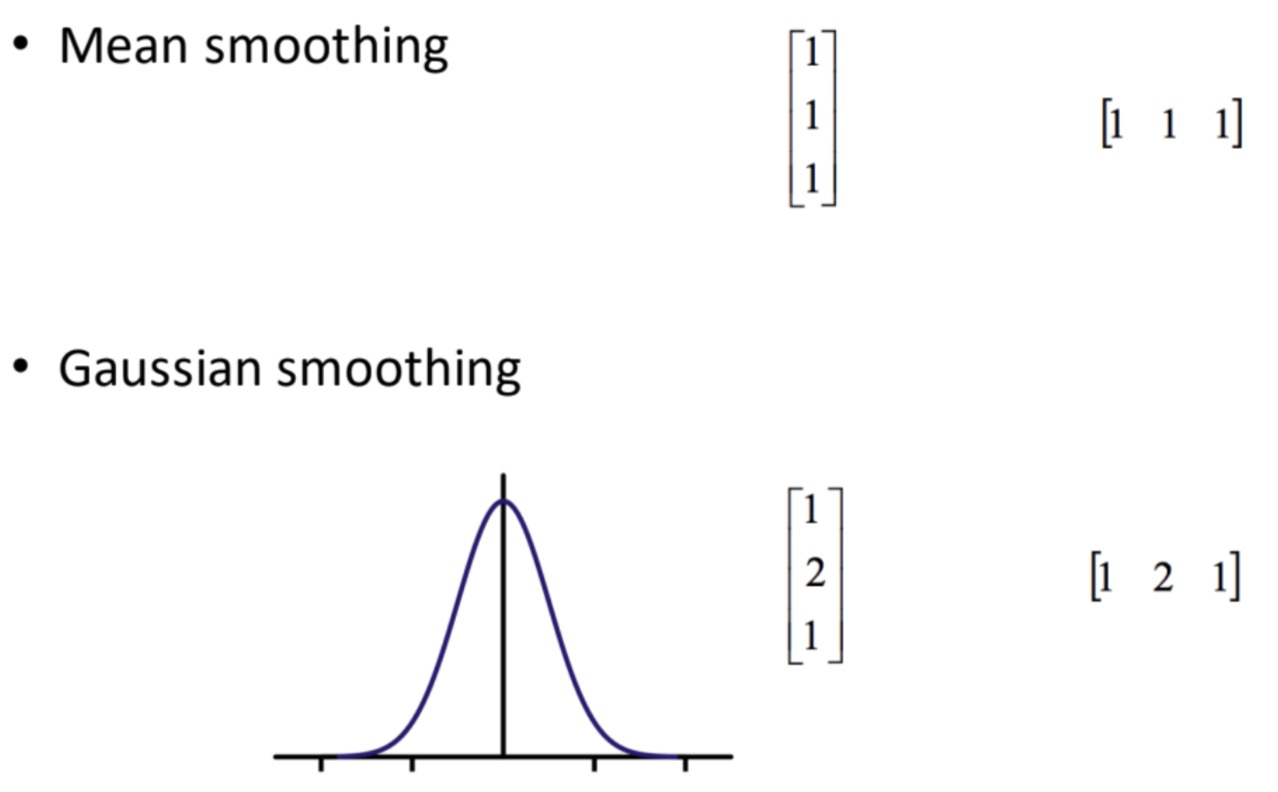 • Mean smoothing
[1
1
1]
[1 1 1]
• Gaussian smoothing
[1
2
1]
[1 2 1]